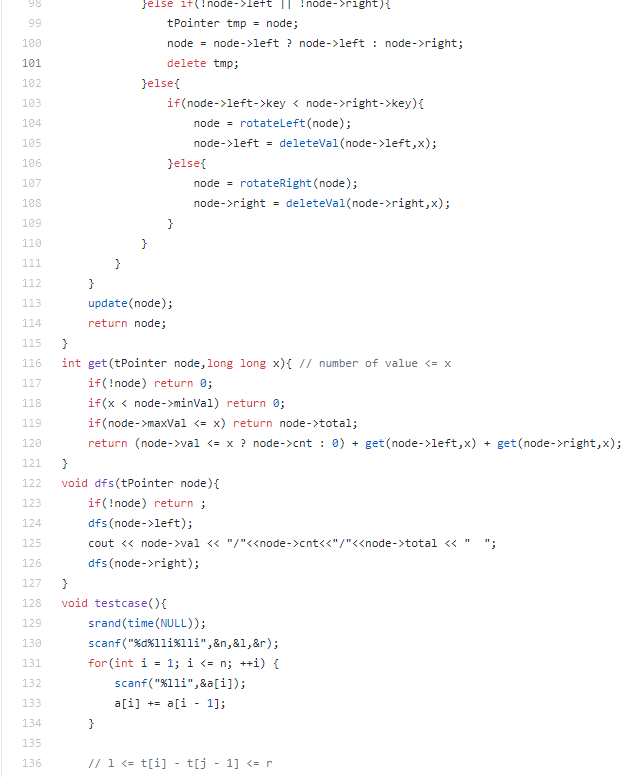 98 }else if(!node->left || !node->right){
99 tPointer tmp = node;
100 node = node->left ? node->left : node->right;
101 delete tmp;
102 }else{
103 if(node->left->key < node->right->key){
104 node = rotateLeft(node);
105 node->left = deleteVal(node->left,x);
106 }else{
107 node = rotateRight(node);
108 node->right = deleteVal(node->right,x);
109 }
110 }
111 }
112 }
113 update(node);
114 return node;
115 }
116 int get(tPointer node,long long x){ // number of value <= x
117 if(!node) return 0;
118 if(x < node->minVal) return 0;
119 if(node->maxVal <= x) return node->total;
120 return (node->val <= x ? node->cnt : 0) + get(node->left,x) + get(node->right,x);
121 }
122 void dfs(tPointer node){
123 if(!node) return ;
124 dfs(node->left);
125 cout << node->val << "/"<<node->cnt<<"/"<<node->total << "  ";
126 dfs(node->right);
127 }
128 void testcase(){
129 srand(time(NULL));
130 scanf("%d%lli%lli",&n,&l,&r);
131 for(int i = 1; i <= n; ++i) {
132 scanf("%lli",&a[i]);
133 a[i] += a[i - 1];
134 }
135
136 // l <= t[i] - t[j - 1] <= r